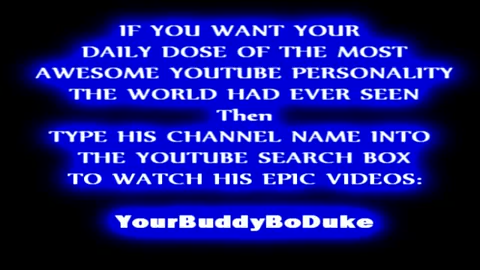 IF YOU WANT YOUR
DAILY DOSE OF THE MOST
AWESOME YOUTUBE PERSONALITY
THE WORLD HAD EVER SEEN
Then
TYPE HIS CHANNEL NAME INTO
THE YOUTUBE SEARCH BOX
TO WATCH HIS EPIC VIDEOS:
YourBuddyBoDuke